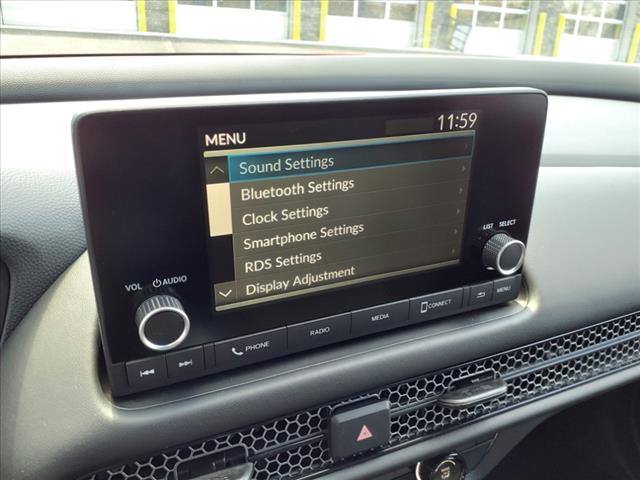 11:59
MENU
Sound Settings
Bluetooth Settings
Clock Settings
Smartphone Settings
RDS Settings
Display Adjustment
LIST SELECT
VOL AUDIO
PHONE RADIO MEDIA CONNECT MENU